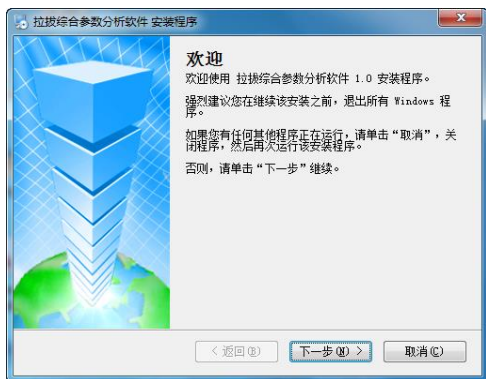 拉拔综合参数分析软件 安装程序
欢迎
欢迎使用 拉拔综合参数分析软件 1.0 安装程序。
强烈建议您在继续该安装之前，退出所有 Windows 程
序。
如果您有任何其他程序正在运行，请单击“取消”，关
闭程序，然后再次运行该安装程序。
否则，请单击“下一步”继续。
< 返回(B)
下一步(N) >
取消(C)